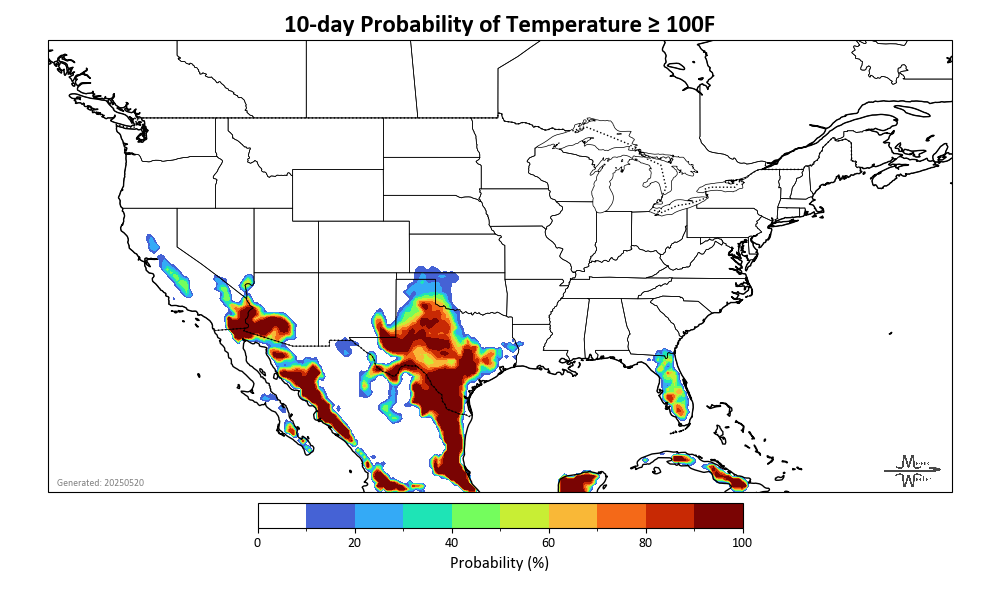 10-day Probability of Temperature ≥ 100F
Generated: 20250520
0 20 40 60 80 100
Probability (%)